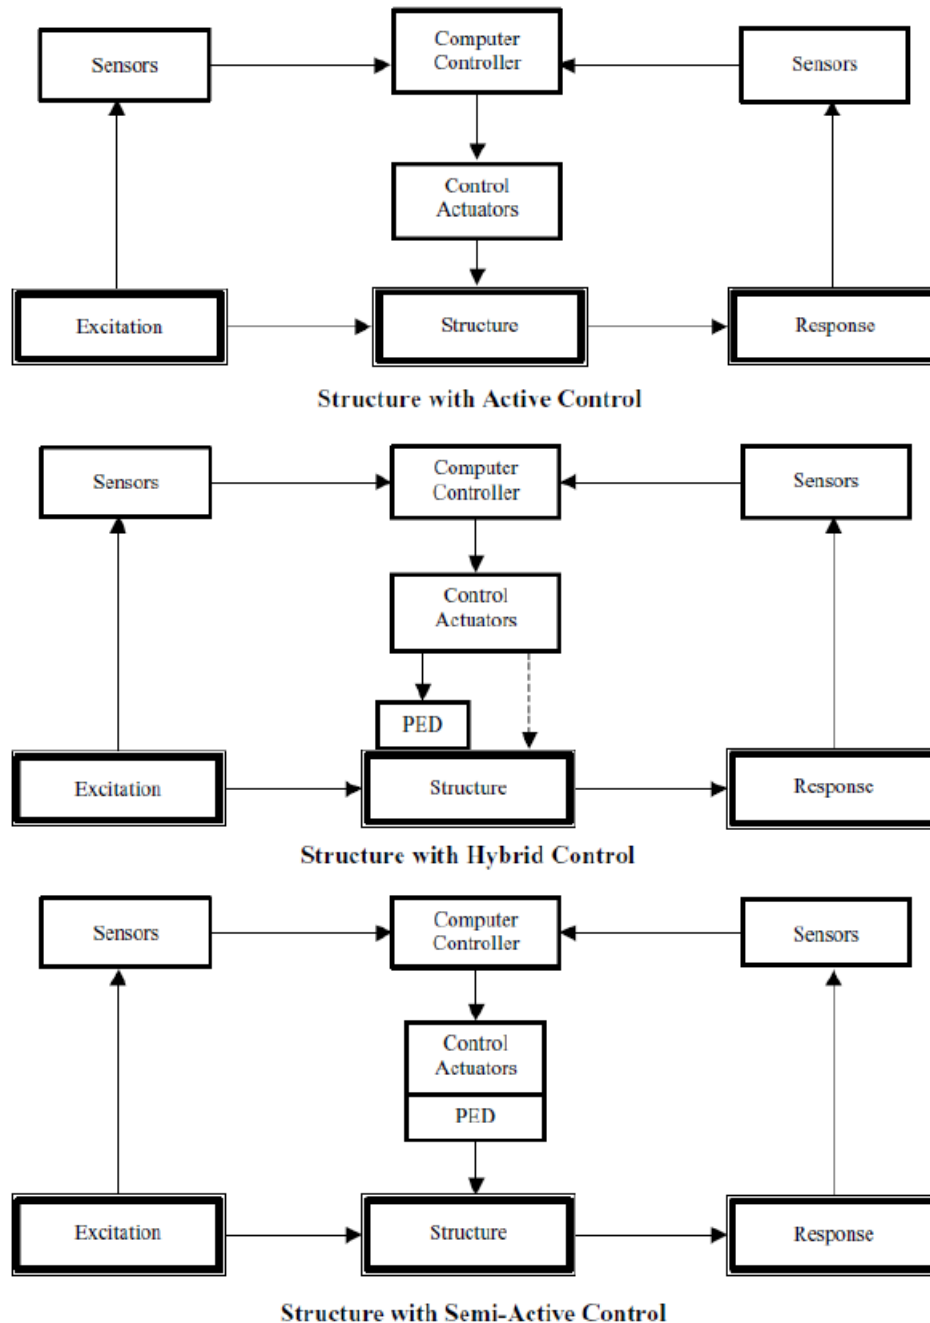 Sensors
Computer
Controller
Sensors
Control
Actuators
Excitation
Structure
Response
Structure with Active Control
Sensors
Computer
Controller
Sensors
Control
Actuators
PED
Excitation
Structure
Response
Structure with Hybrid Control
Sensors
Computer
Controller
Sensors
Control
Actuators
PED
Excitation
Structure
Response
Structure with Semi-Active Control